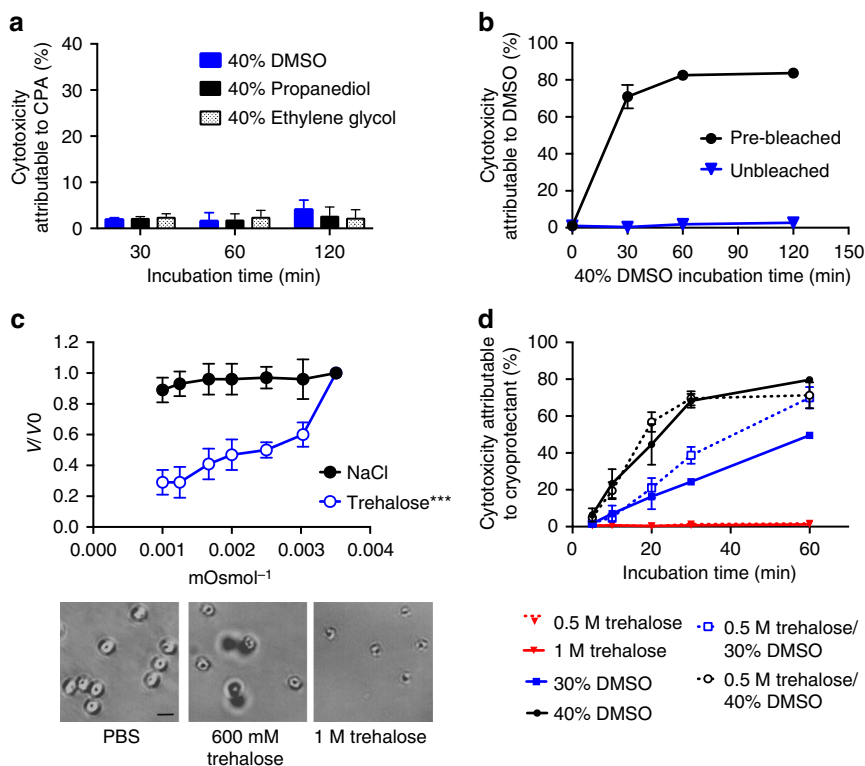 a
Cytotoxicity
attributable to CPA (%)
40
30
20
10
0
40% DMSO
40% Propanediol
40% Ethylene glycol
30
60
120
Incubation time (min)
b
Cytotoxicity
attributable to DMSO (%)
100
80
60
40
20
0
Pre-bleached
Unbleached
0
30
60
90
120
150
40% DMSO incubation time (min)
c
V/V0
1.2
1.0
0.8
0.6
0.4
0.2
0.0
NaCl
Trehalose***
0.000
0.001
0.002
0.003
0.004
mOsmol–1
PBS
600 mM
trehalose
1 M trehalose
d
Cytotoxicity attributable
to cryoprotectant (%)
100
80
60
40
20
0
0
20
40
60
Incubation time (min)
0.5 M trehalose
1 M trehalose
30% DMSO
40% DMSO
0.5 M trehalose/
30% DMSO
0.5 M trehalose/
40% DMSO